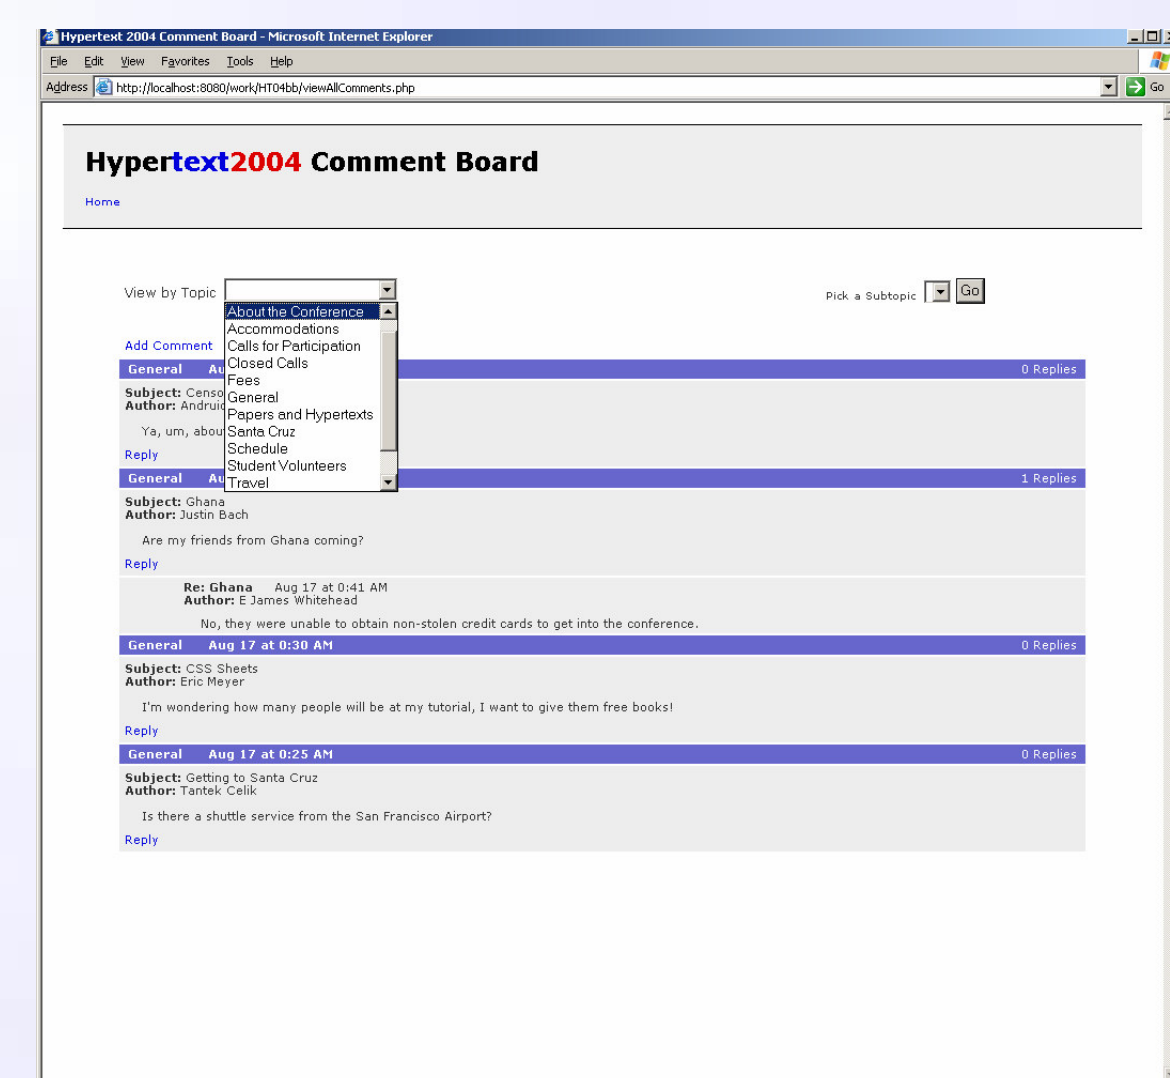 Hypertext 2004 Comment Board - Microsoft Internet Explorer
File Edit View Favorites Tools Help
Address http://localhost:8080/work/HT04bb/viewAllComments.php Go
Hypertext2004 Comment Board
Home
View by Topic
Pick a Subtopic Go
About the Conference
Accommodations
Calls for Participation
Closed Calls
Fees
General
Papers and Hypertexts
Santa Cruz
Schedule
Student Volunteers
Travel
Add Comment
General 0 Replies
Subject:
Author:
Ya, um,
Reply
General 1 Replies
Subject: Ghana
Author: Justin Bach
Are my friends from Ghana coming?
Reply
Re: Ghana Aug 17 at 0:41 AM
Author: E James Whitehead
No, they were unable to obtain non-stolen credit cards to get into the conference.
General Aug 17 at 0:30 AM 0 Replies
Subject: CSS Sheets
Author: Eric Meyer
I'm wondering how many people will be at my tutorial, I want to give them free books!
Reply
General Aug 17 at 0:25 AM 0 Replies
Subject: Getting to Santa Cruz
Author: Tantek Celik
Is there a shuttle service from the San Francisco Airport?
Reply